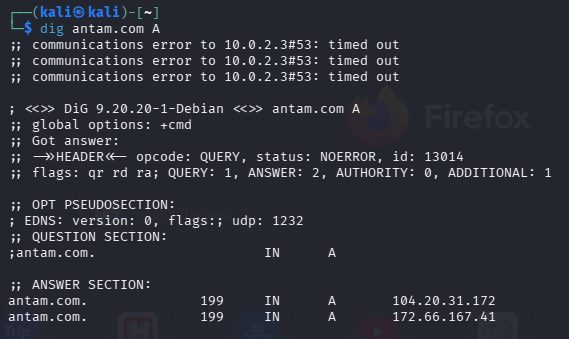 ┌──(kali㉿kali)-[~]
└─$ dig antam.com A
;; communications error to 10.0.2.3#53: timed out
;; communications error to 10.0.2.3#53: timed out
;; communications error to 10.0.2.3#53: timed out
; <<>> DiG 9.20.20-1-Debian <<>> antam.com A
;; global options: +cmd
;; Got answer:
;; ->>HEADER<<- opcode: QUERY, status: NOERROR, id: 13014
;; flags: qr rd ra; QUERY: 1, ANSWER: 2, AUTHORITY: 0, ADDITIONAL: 1
Firefox
;; OPT PSEUDOSECTION:
; EDNS: version: 0, flags:; udp: 1232
;; QUESTION SECTION:
;antam.com. IN A
;; ANSWER SECTION:
antam.com. 199 IN A 104.20.31.172
antam.com. 199 IN A 172.66.167.41
Trip.